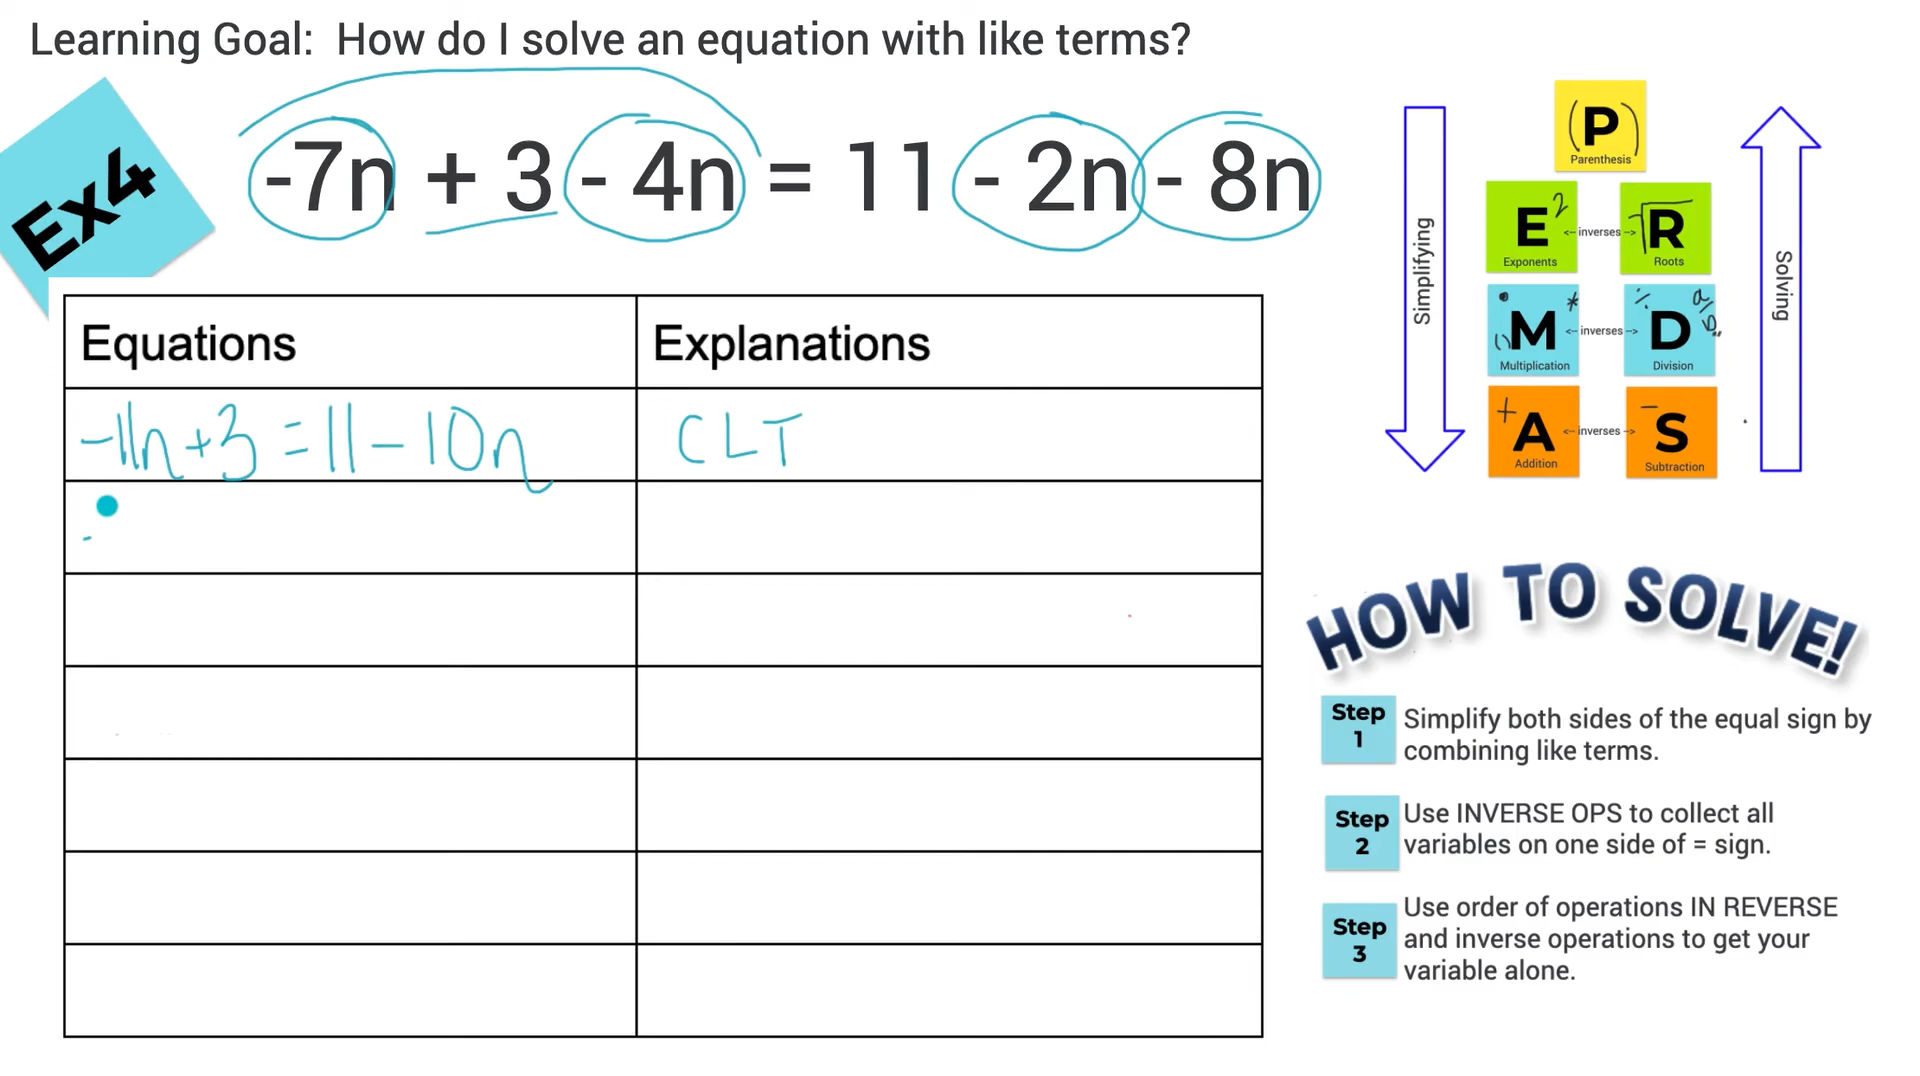 Learning Goal: How do I solve an equation with like terms?
Ex4
-7n + 3 - 4n = 11 - 2n - 8n
Equations
Explanations
-11n+3 = 11 - 10n
CLT
-
Simplifying
Solving
(P)
Parenthesis
E 2
Exponents
<-- inverses -->
√R
Roots
• * ()
M
Multiplication
<-- inverses -->
D
Division
+ A
Addition
<-- inverses -->
- S
Subtraction
HOW TO SOLVE!
Step 1
Simplify both sides of the equal sign by
combining like terms.
Step 2
Use INVERSE OPS to collect all
variables on one side of = sign.
Step 3
Use order of operations IN REVERSE
and inverse operations to get your
variable alone.